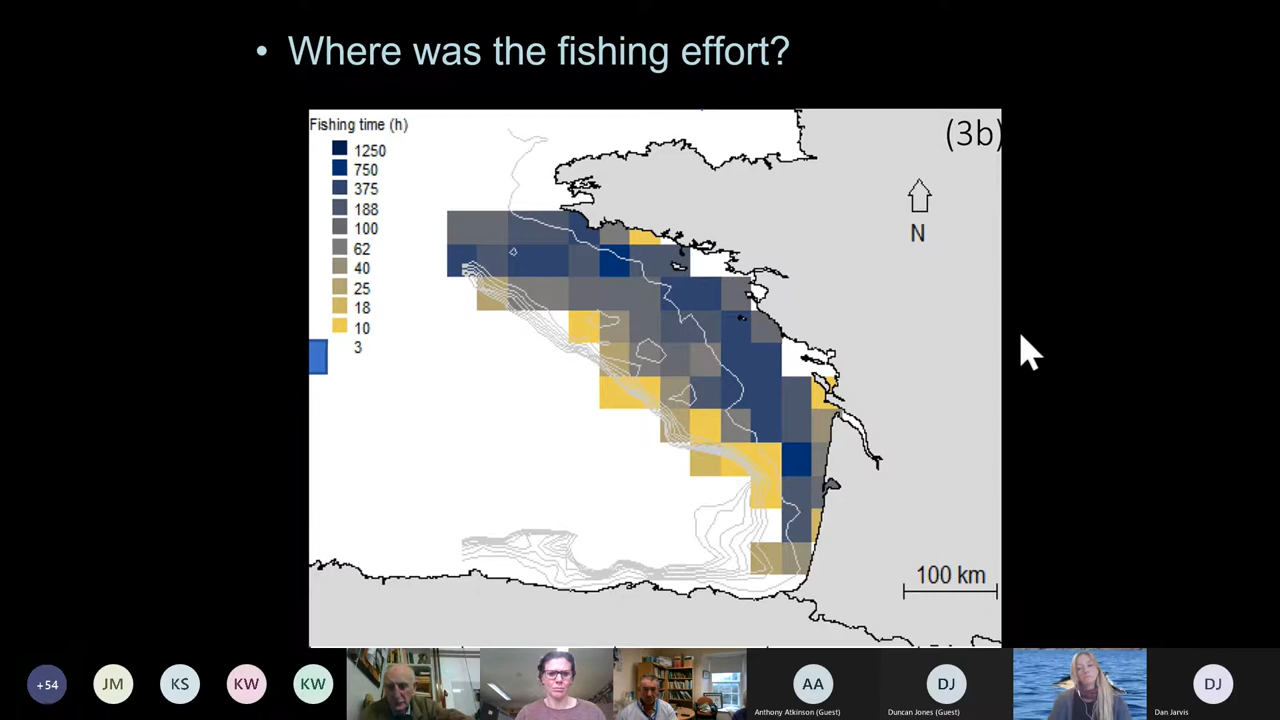 • Where was the fishing effort?
Fishing time (h)
1250
750
375
188
100
62
40
25
18
10
3
(3b)
N
100 km
+54
JM
KS
KW
KW
AA
DJ
DJ
Anthony Atkinson (Guest)
Duncan Jones (Guest)
Dan Jarvis